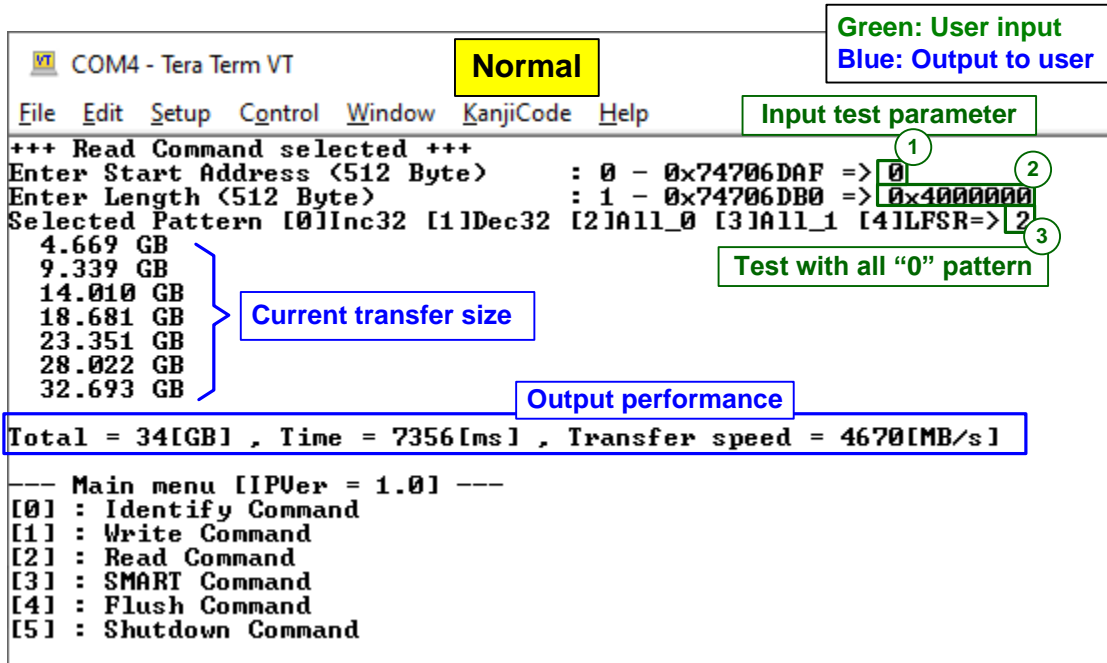 Green: User input
Blue: Output to user
COM4 - Tera Term VT
Normal
File Edit Setup Control Window KanjiCode Help
Input test parameter
+++ Read Command selected +++
1
Enter Start Address (512 Byte) : 0 - 0x74706DAF => 0
2
Enter Length (512 Byte) : 1 - 0x74706DB0 => 0x4000000
Selected Pattern [0]Inc32 [1]Dec32 [2]All_0 [3]All_1 [4]LFSR=> 2
3
4.669 GB
9.339 GB
Test with all “0” pattern
14.010 GB
18.681 GB
Current transfer size
23.351 GB
28.022 GB
32.693 GB
Output performance
Total = 34[GB] , Time = 7356[ms] , Transfer speed = 4670[MB/s]
--- Main menu [IPVer = 1.0] ---
[0] : Identify Command
[1] : Write Command
[2] : Read Command
[3] : SMART Command
[4] : Flush Command
[5] : Shutdown Command